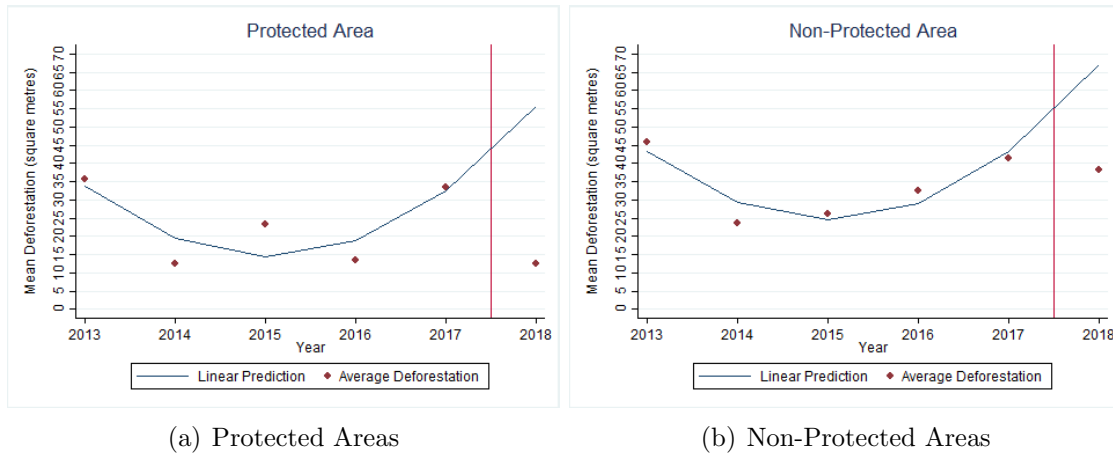 Protected Area
Mean Deforestation (square metres)
70
65
60
55
50
45
40
35
30
25
20
15
10
5
0
2013 2014 2015 2016 2017 2018
Year
Linear Prediction Average Deforestation
(a) Protected Areas
Non-Protected Area
Mean Deforestation (square metres)
70
65
60
55
50
45
40
35
30
25
20
15
10
5
0
2013 2014 2015 2016 2017 2018
Year
Linear Prediction Average Deforestation
(b) Non-Protected Areas